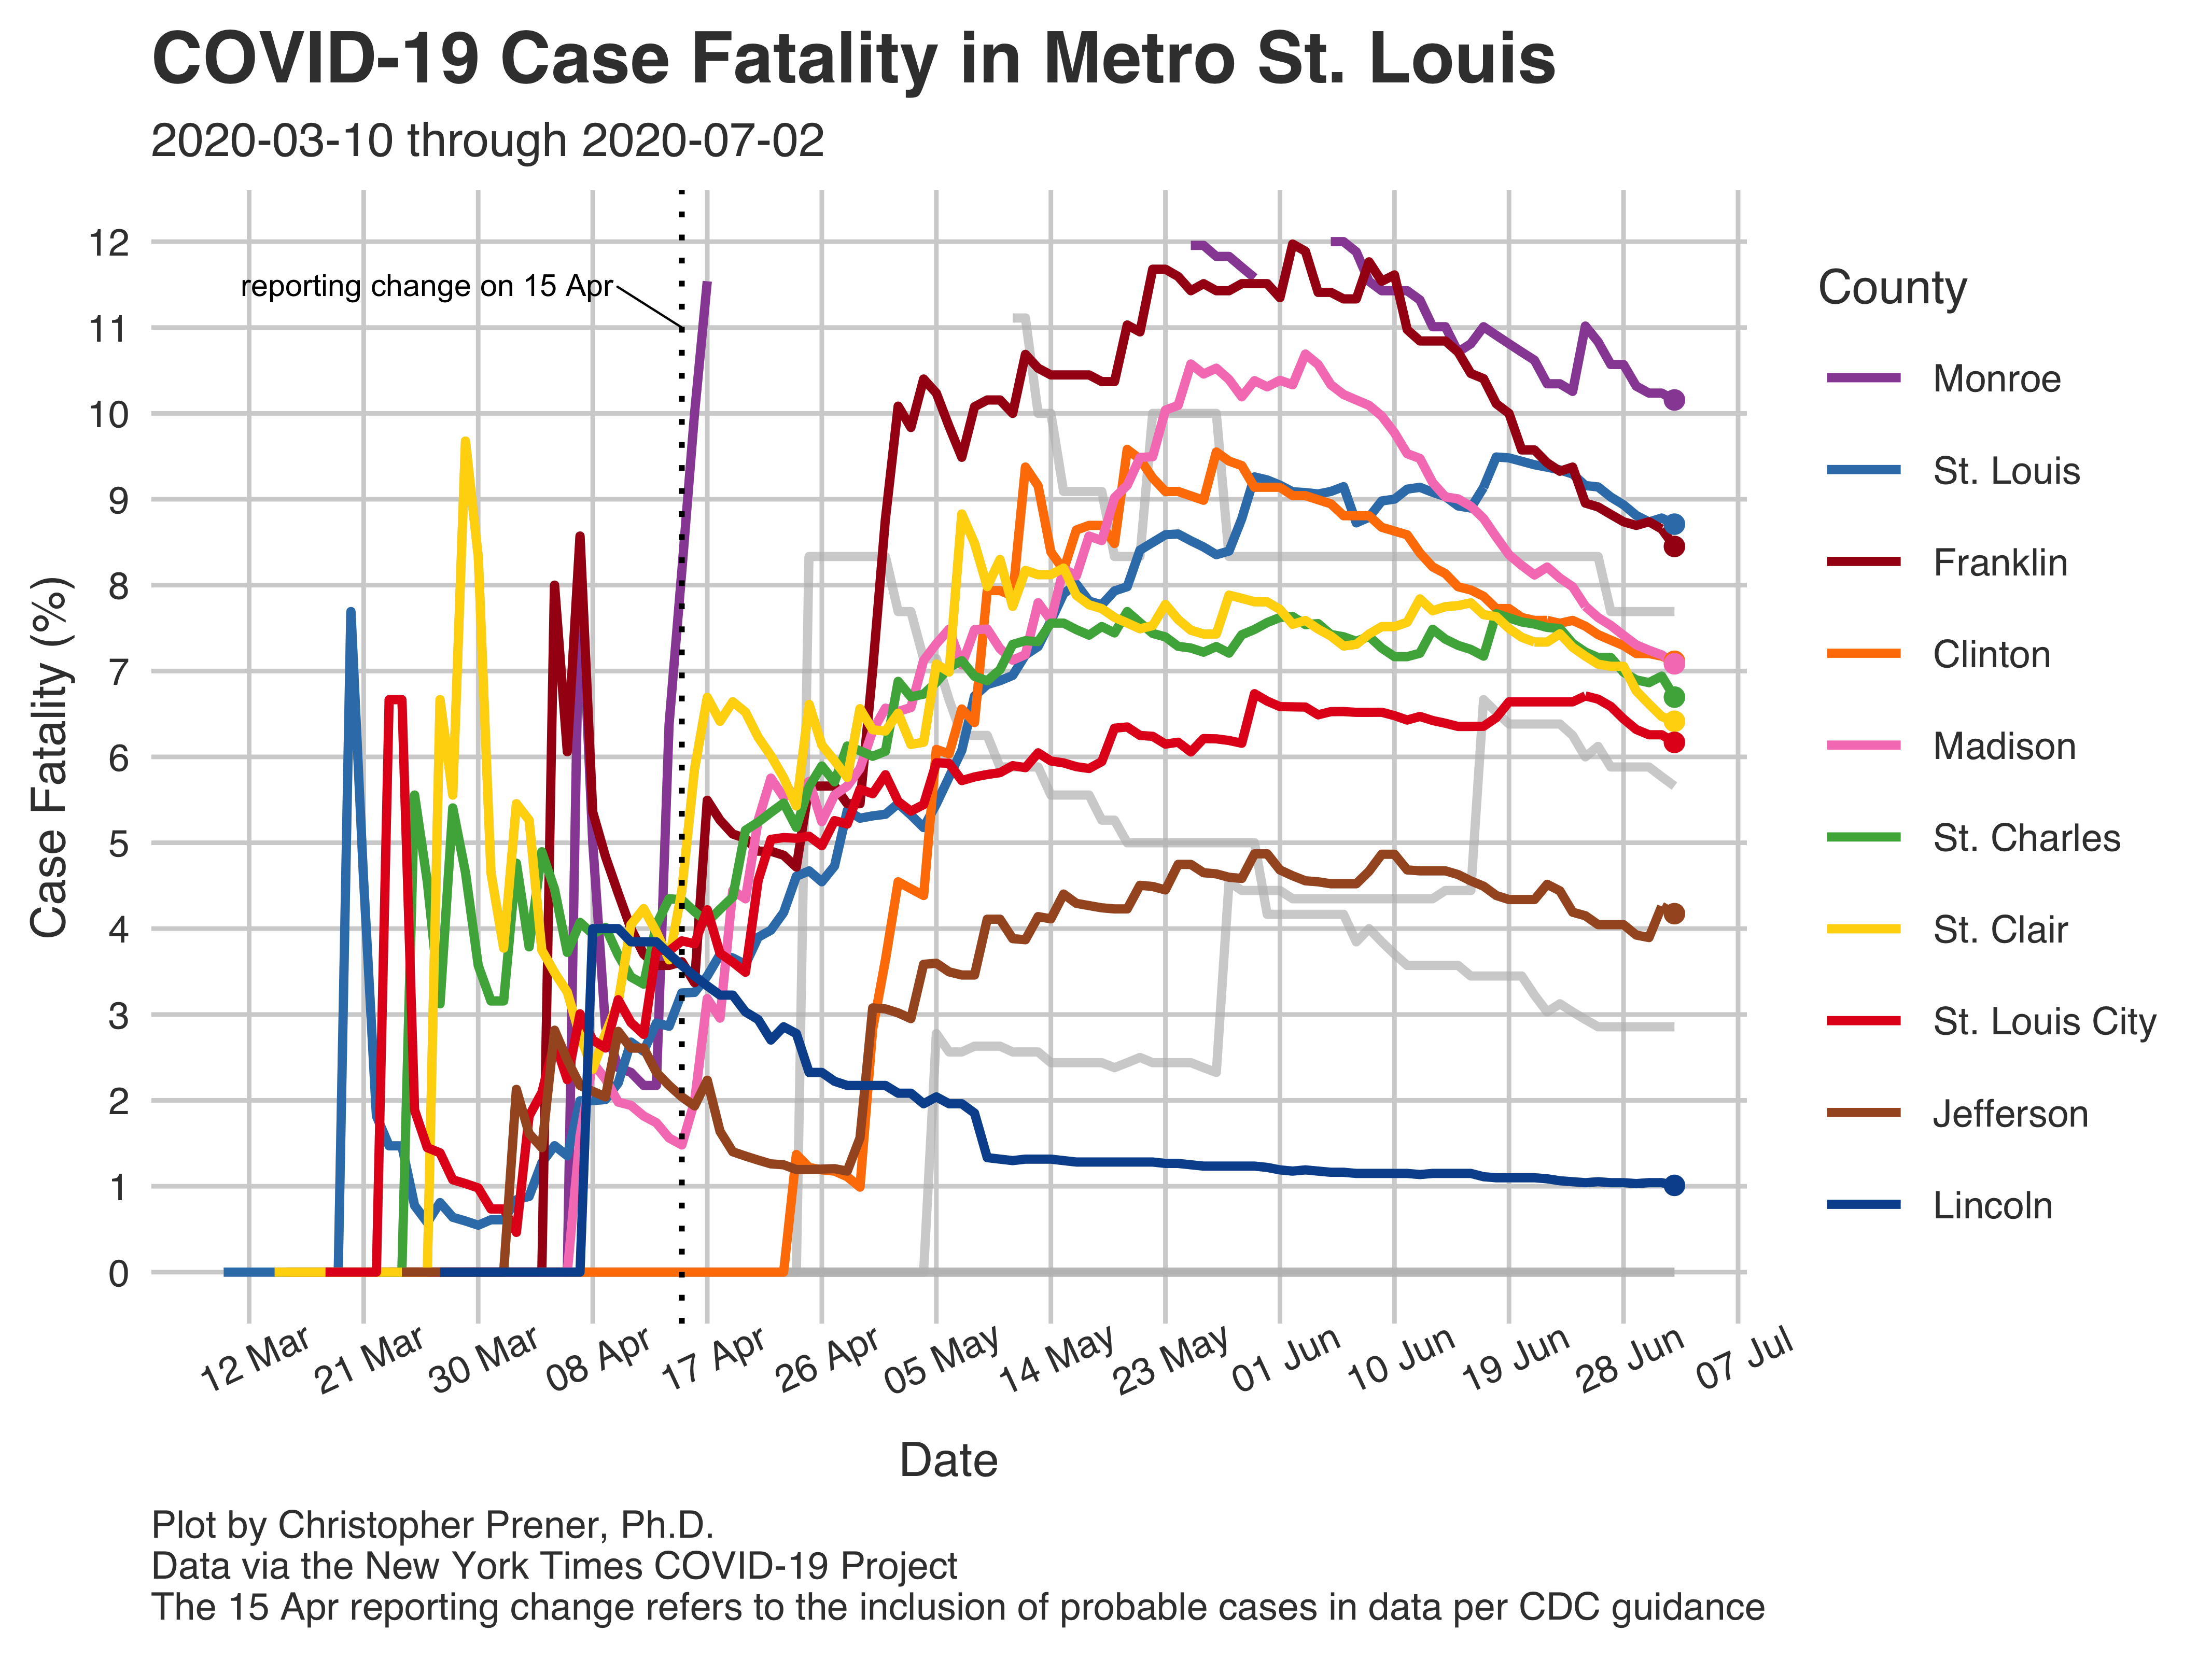 COVID-19 Case Fatality in Metro St. Louis
2020-03-10 through 2020-07-02
12
11
10
9
8
7
6
5
4
3
2
1
0
Case Fatality (%)
reporting change on 15 Apr
12 Mar
21 Mar
30 Mar
08 Apr
17 Apr
26 Apr
05 May
14 May
23 May
01 Jun
10 Jun
19 Jun
28 Jun
07 Jul
Date
County
Monroe
St. Louis
Franklin
Clinton
Madison
St. Charles
St. Clair
St. Louis City
Jefferson
Lincoln
Plot by Christopher Prener, Ph.D.
Data via the New York Times COVID-19 Project
The 15 Apr reporting change refers to the inclusion of probable cases in data per CDC guidance